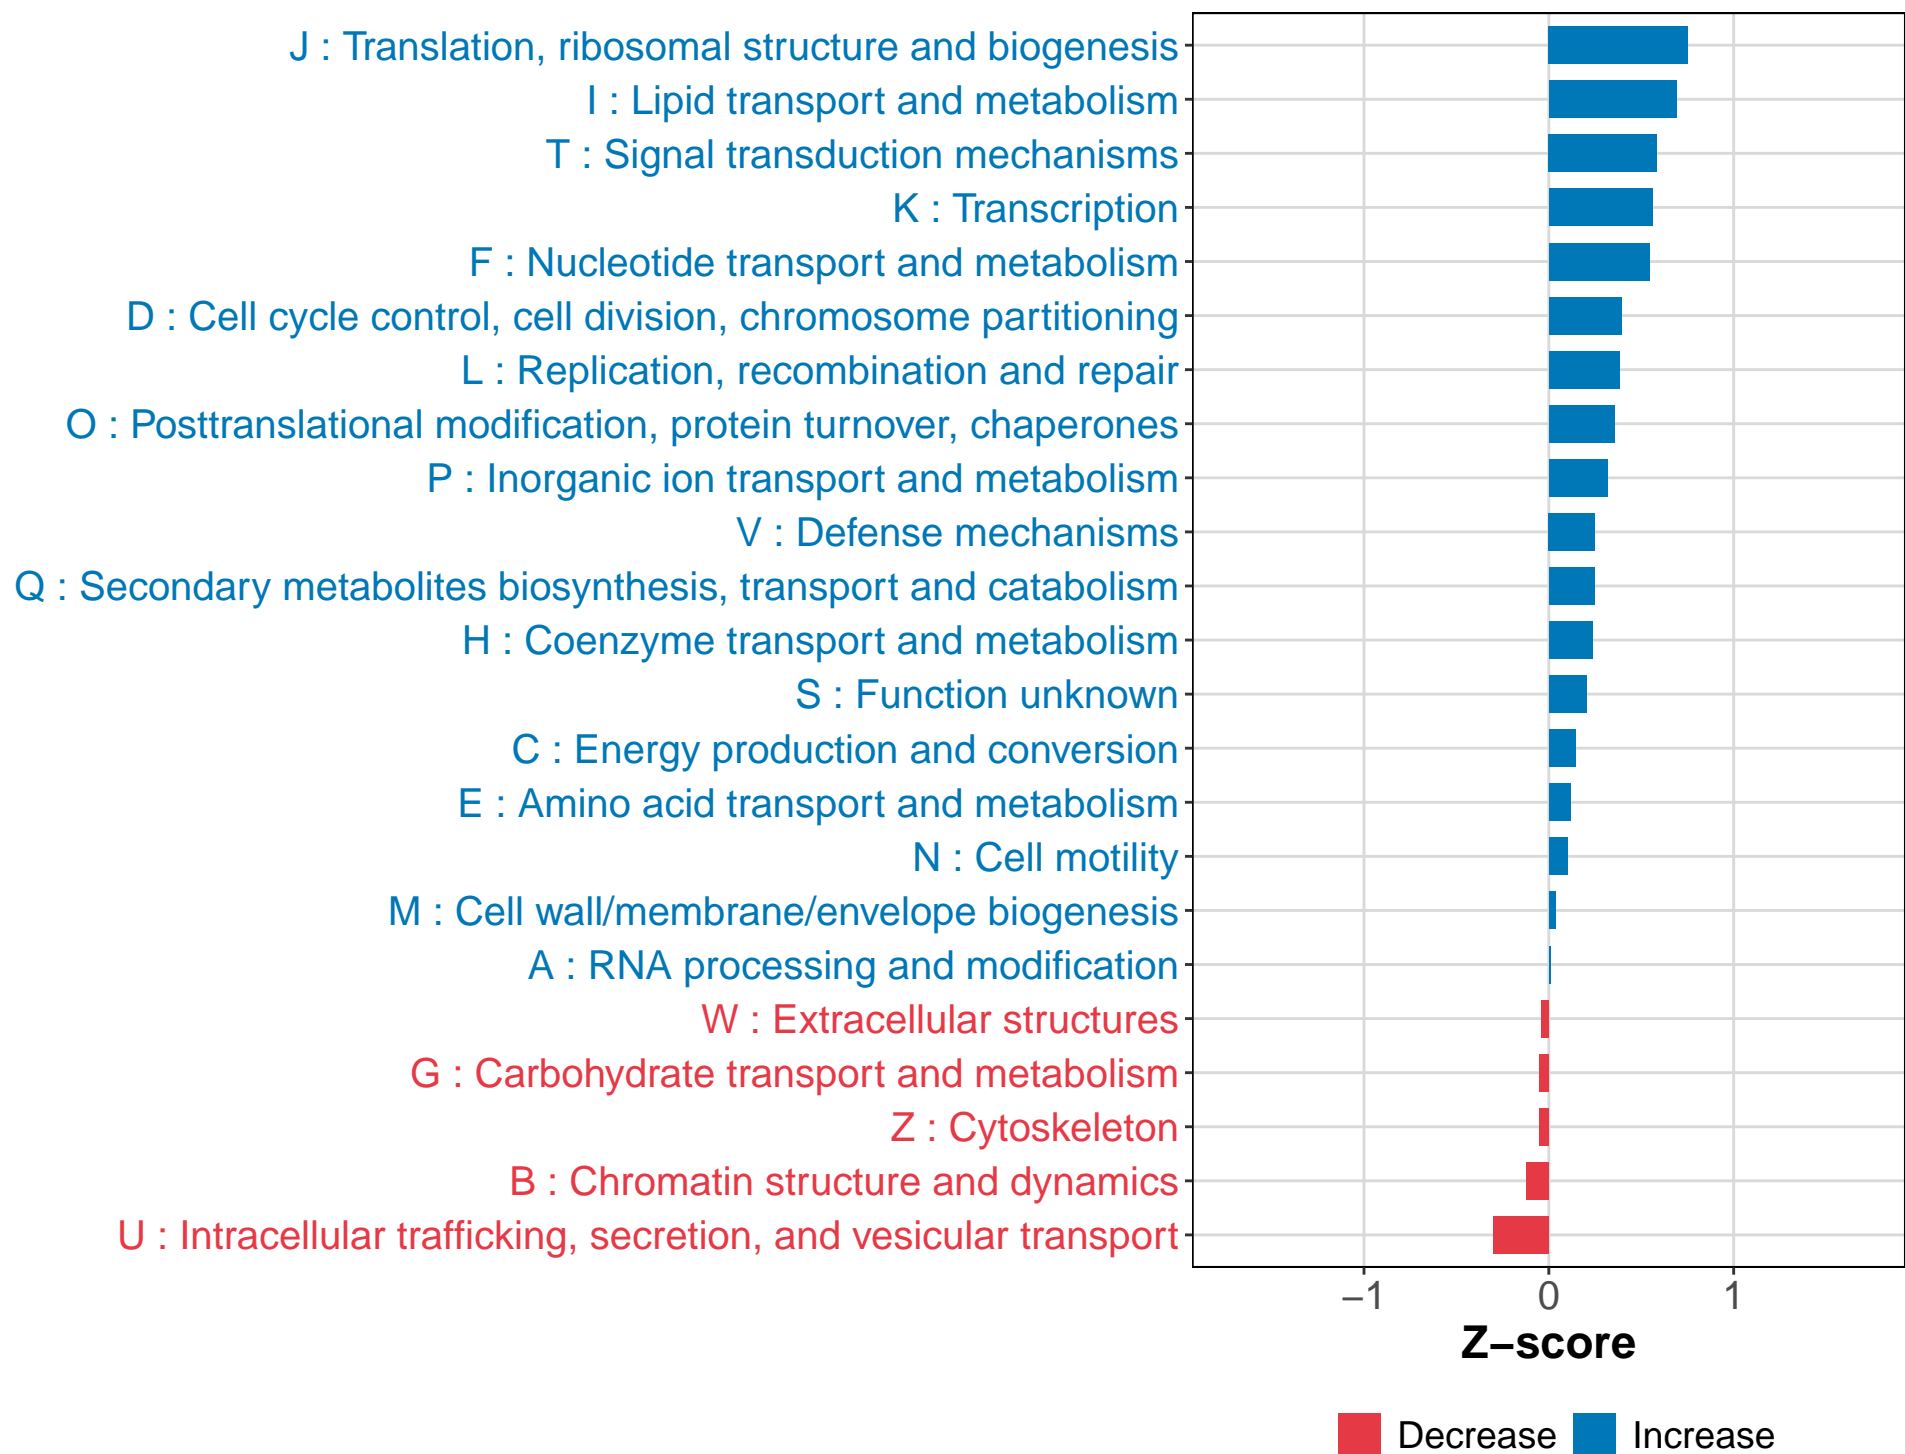 J : Translation, ribosomal structure and biogenesis
I : Lipid transport and metabolism
T : Signal transduction mechanisms
K : Transcription
F : Nucleotide transport and metabolism
D : Cell cycle control, cell division, chromosome partitioning
L : Replication, recombination and repair
O : Posttranslational modification, protein turnover, chaperones
P : Inorganic ion transport and metabolism
V : Defense mechanisms
Q : Secondary metabolites biosynthesis, transport and catabolism
H : Coenzyme transport and metabolism
S : Function unknown
C : Energy production and conversion
E : Amino acid transport and metabolism
N : Cell motility
M : Cell wall/membrane/envelope biogenesis
A : RNA processing and modification
W : Extracellular structures
G : Carbohydrate transport and metabolism
Z : Cytoskeleton
B : Chromatin structure and dynamics
U : Intracellular trafficking, secretion, and vesicular transport
−1 0 1
Z−score
Decrease Increase